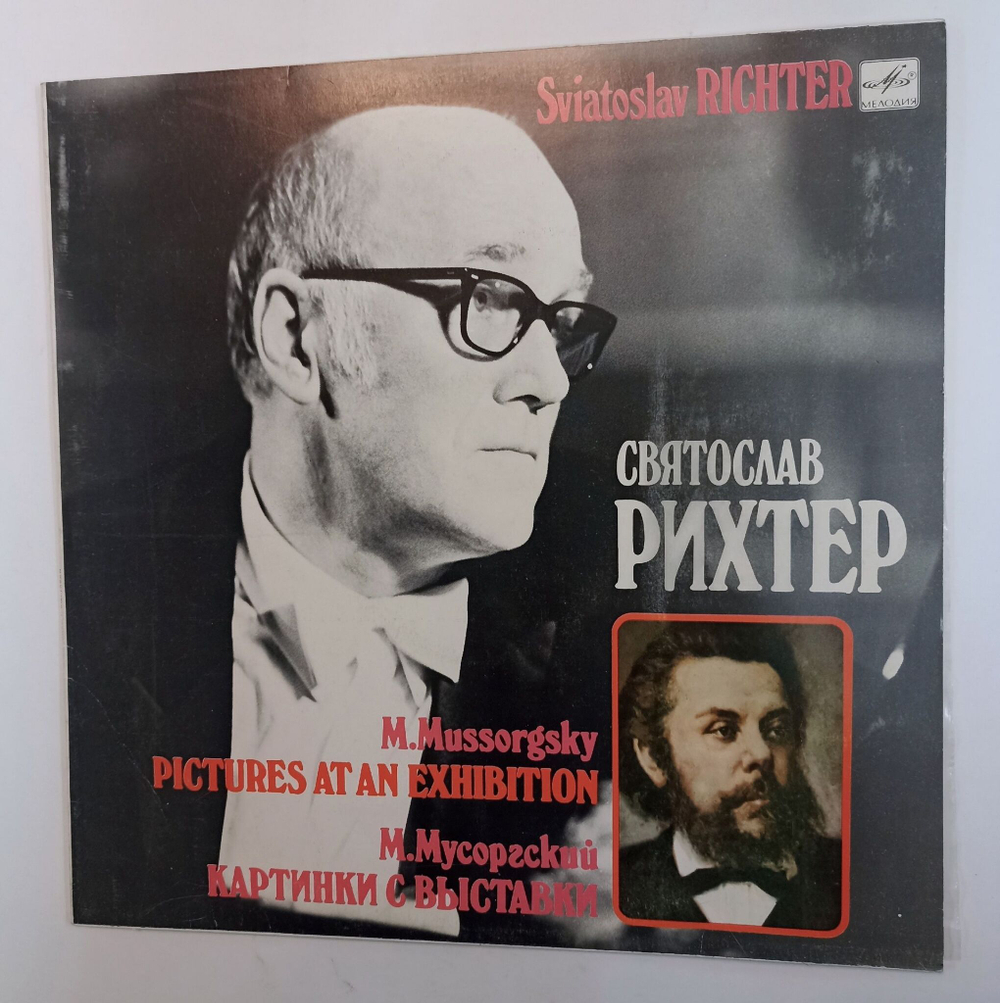 Sviatoslav RICHTER
МЕЛОДИЯ
СВЯТОСЛАВ
РИХТЕР
M.Mussorgsky
PICTURES AT AN EXHIBITION
М.Мусоргский
КАРТИНКИ С ВЫСТАВКИ